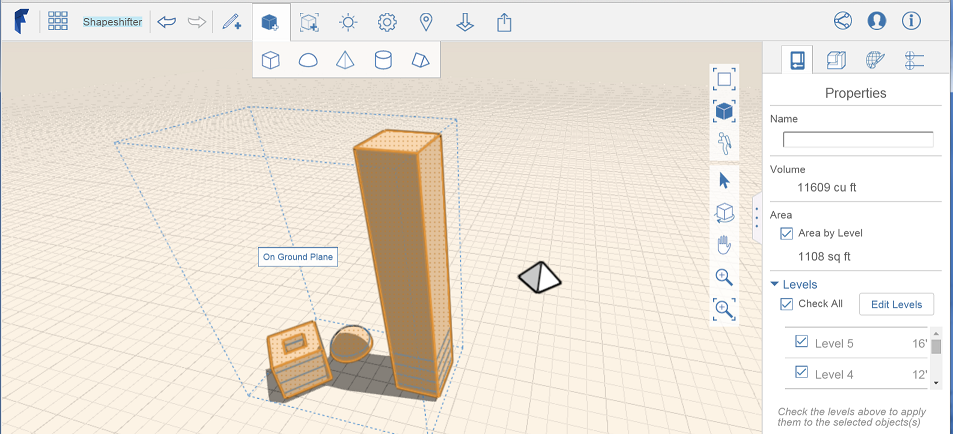 Shapeshifter
Properties
Name
Volume
11609 cu ft
Area
Area by Level
1108 sq ft
Levels
Check All
Edit Levels
Level 5 16'
Level 4 12'
Check the levels above to apply
them to the selected objects(s)
On Ground Plane